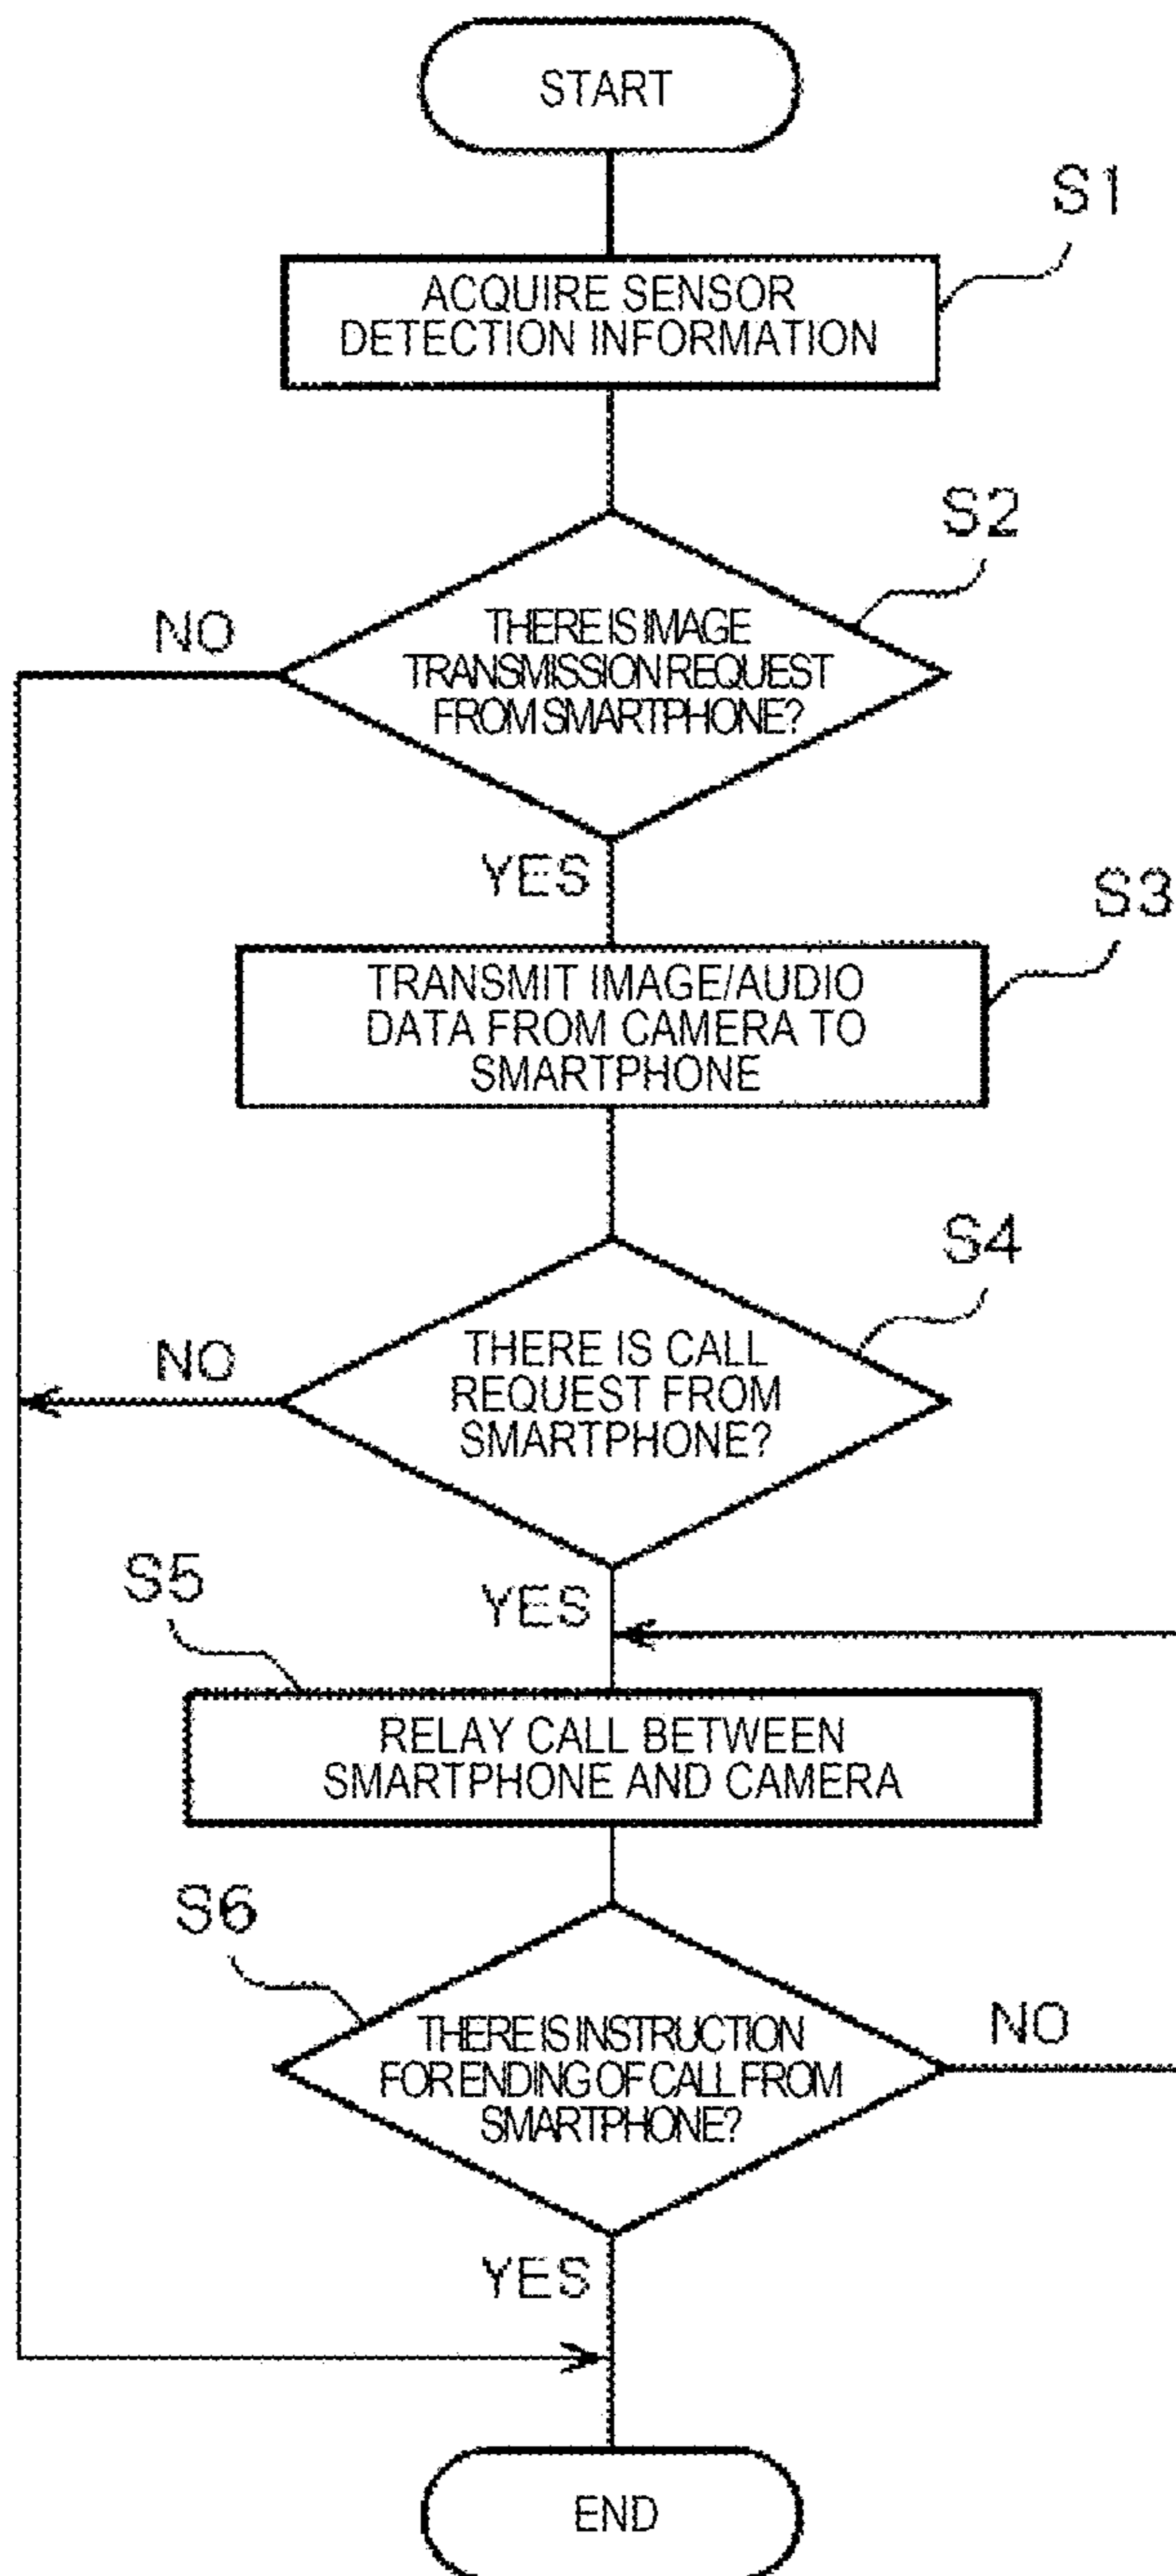 START
S1
ACQUIRE SENSOR
DETECTION INFORMATION
S2
NO
THERE IS IMAGE
TRANSMISSION REQUEST
FROM SMARTPHONE?
YES
S3
TRANSMIT IMAGE/AUDIO
DATA FROM CAMERA TO
SMARTPHONE
S4
NO
THERE IS CALL
REQUEST FROM
SMARTPHONE?
S5
YES
RELAY CALL BETWEEN
SMARTPHONE AND CAMERA
S6
THERE IS INSTRUCTION
FOR ENDING OF CALL FROM
SMARTPHONE?
NO
YES
END